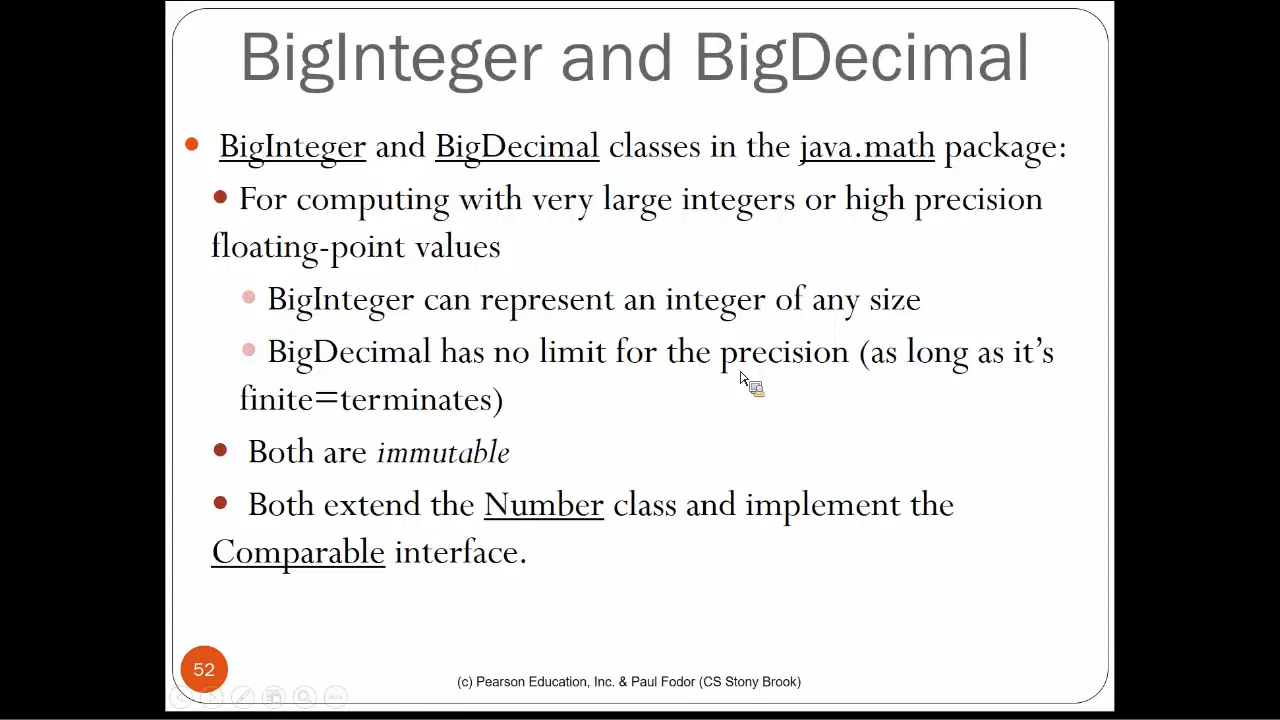 BigInteger and BigDecimal
BigInteger and BigDecimal classes in the java.math package:
For computing with very large integers or high precision
floating-point values
BigInteger can represent an integer of any size
BigDecimal has no limit for the precision (as long as it’s
finite=terminates)
Both are immutable
Both extend the Number class and implement the
Comparable interface.
52
(c) Pearson Education, Inc. & Paul Fodor (CS Stony Brook)